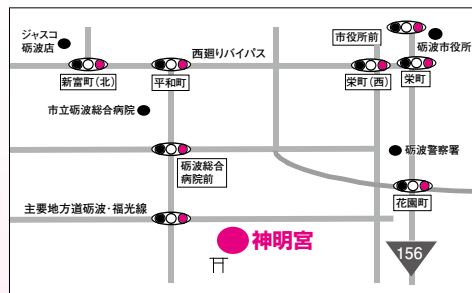 ジャスコ
砺波店
西廻りバイパス
市役所前
砺波市役所
新富町(北)
平和町
栄町(西)
栄町
市立砺波総合病院
砺波総合
病院前
砺波警察署
主要地方道砺波・福光線
花園町
神明宮
156